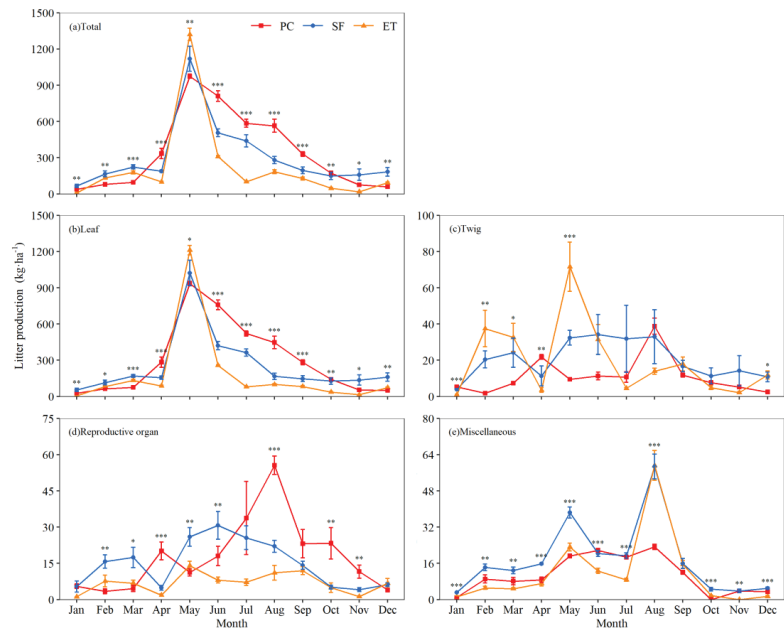 (a)Total
PC SF ET
1500
1200
900
600
300
0
** ** *** *** ** *** *** *** *** ** * **
(b)Leaf
1500
1200
900
600
300
0
** * *** *** * *** *** *** *** ** * **
(c)Twig
100
80
60
40
20
0
*** ** * ** *** *
Litter production (kg·ha⁻¹)
(d)Reproductive organ
75
60
45
30
15
0
** * *** ** ** *** ** **
Jan Feb Mar Apr May Jun Jul Aug Sep Oct Nov Dec
Month
(e)Miscellaneous
80
64
48
32
16
0
*** ** ** *** *** *** *** *** *** ** ***
Jan Feb Mar Apr May Jun Jul Aug Sep Oct Nov Dec
Month